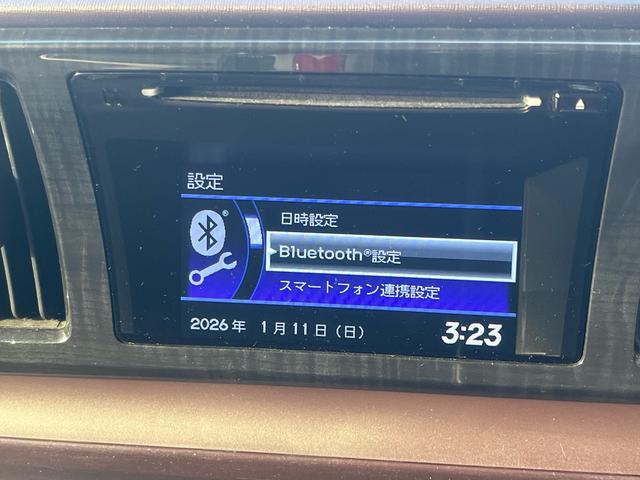 設定
日時設定
Bluetooth®設定
スマートフォン連携設定
2026年 1月11日（日） 3:23